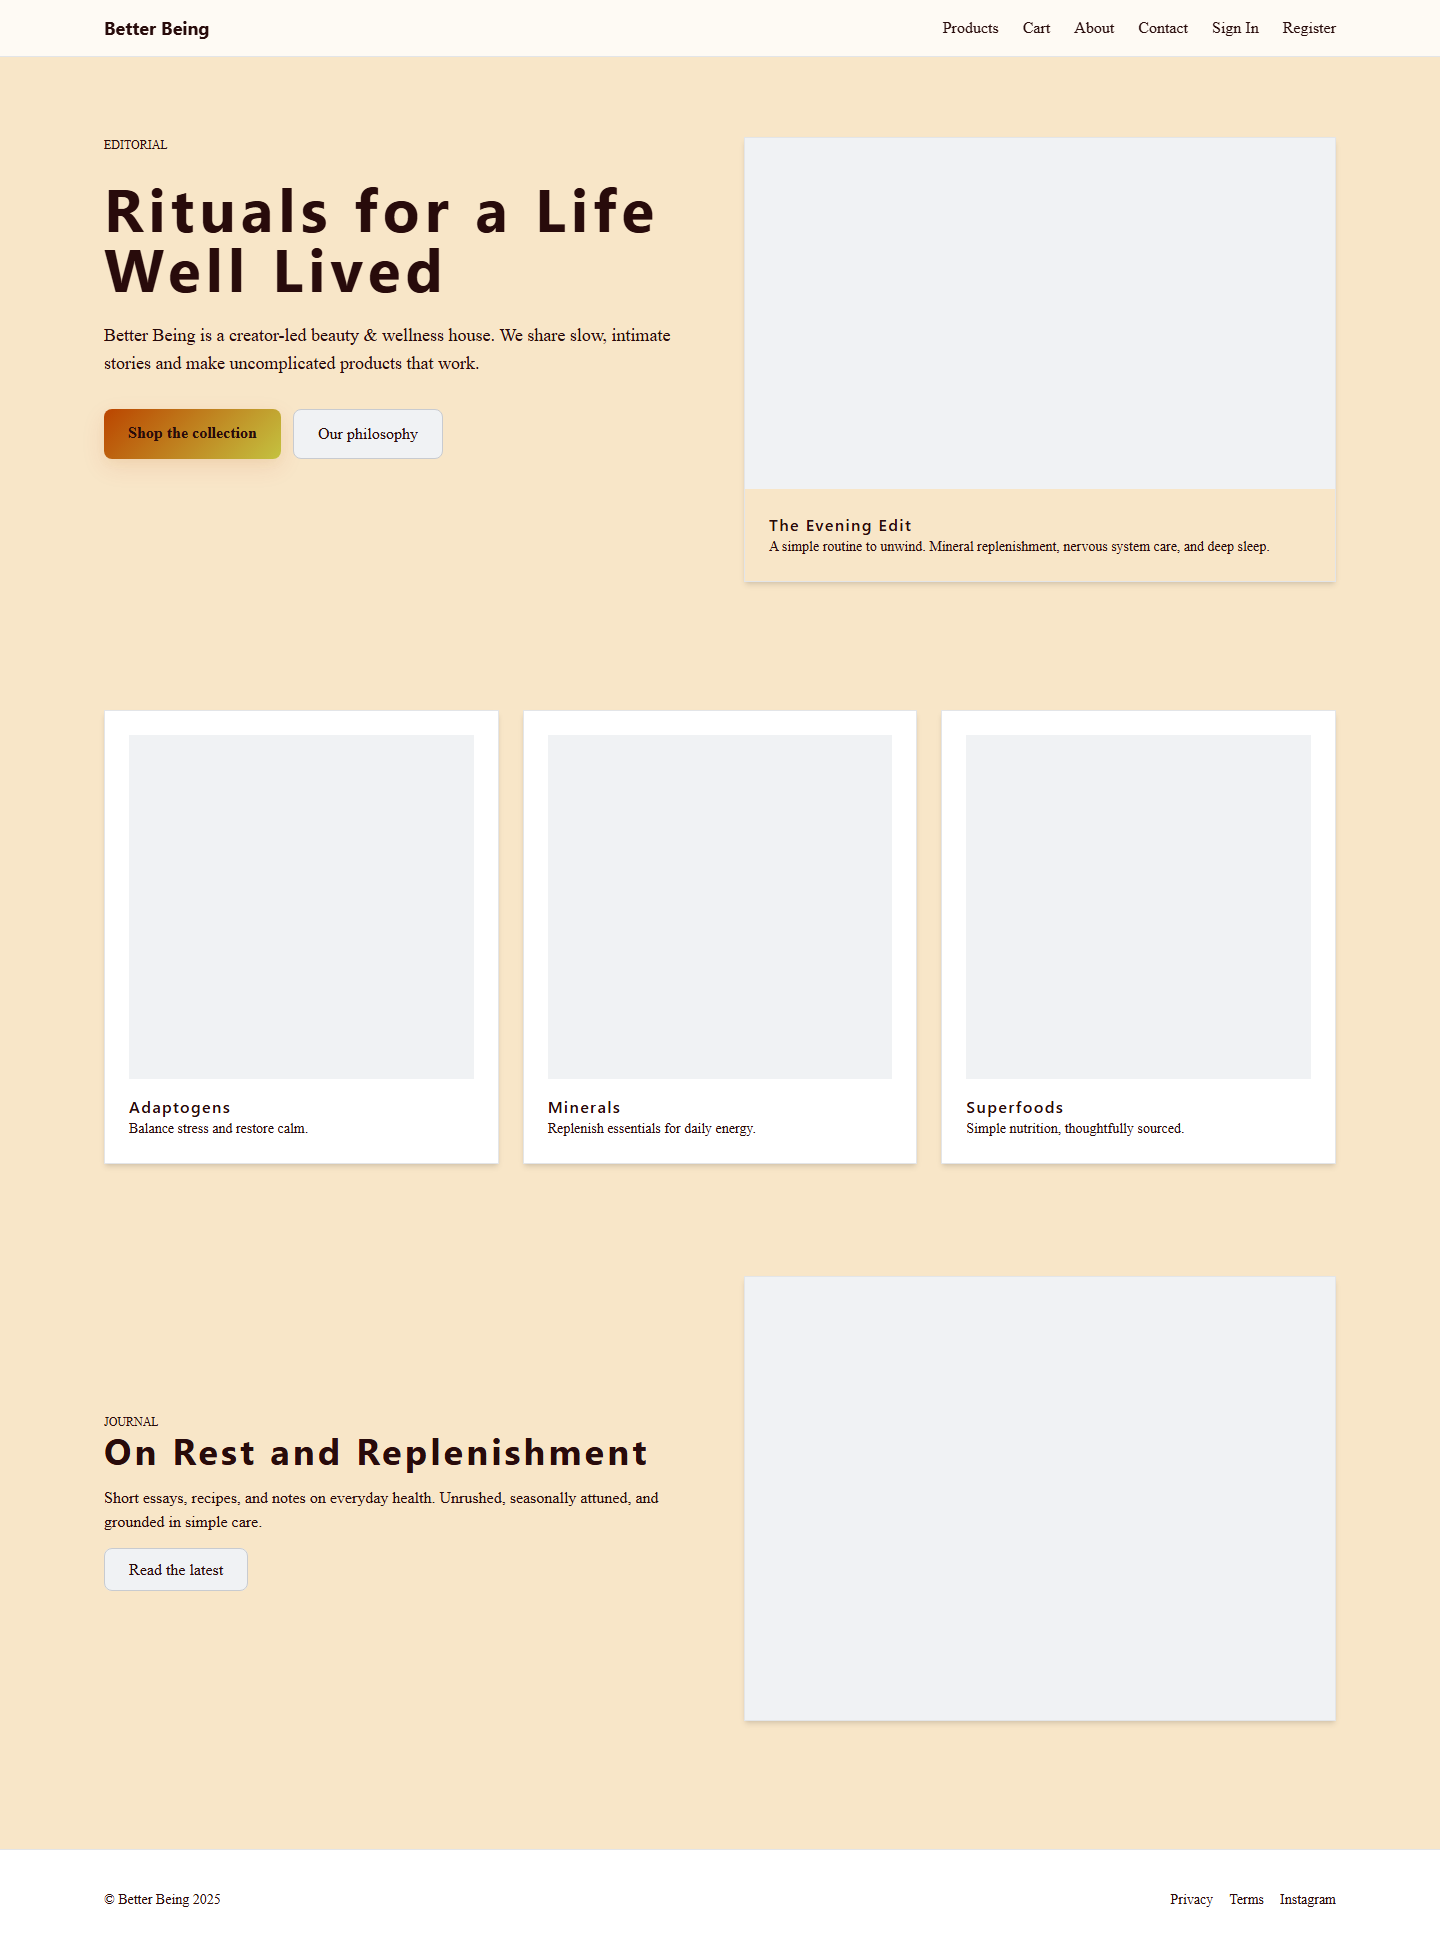 Better Being
Products Cart About Contact Sign In Register
EDITORIAL
Rituals for a Life
Well Lived
Better Being is a creator-led beauty & wellness house. We share slow, intimate
stories and make uncomplicated products that work.
Shop the collection
Our philosophy
The Evening Edit
A simple routine to unwind. Mineral replenishment, nervous system care, and deep sleep.
Adaptogens
Balance stress and restore calm.
Minerals
Replenish essentials for daily energy.
Superfoods
Simple nutrition, thoughtfully sourced.
JOURNAL
On Rest and Replenishment
Short essays, recipes, and notes on everyday health. Unrushed, seasonally attuned, and
grounded in simple care.
Read the latest
© Better Being 2025
Privacy Terms Instagram